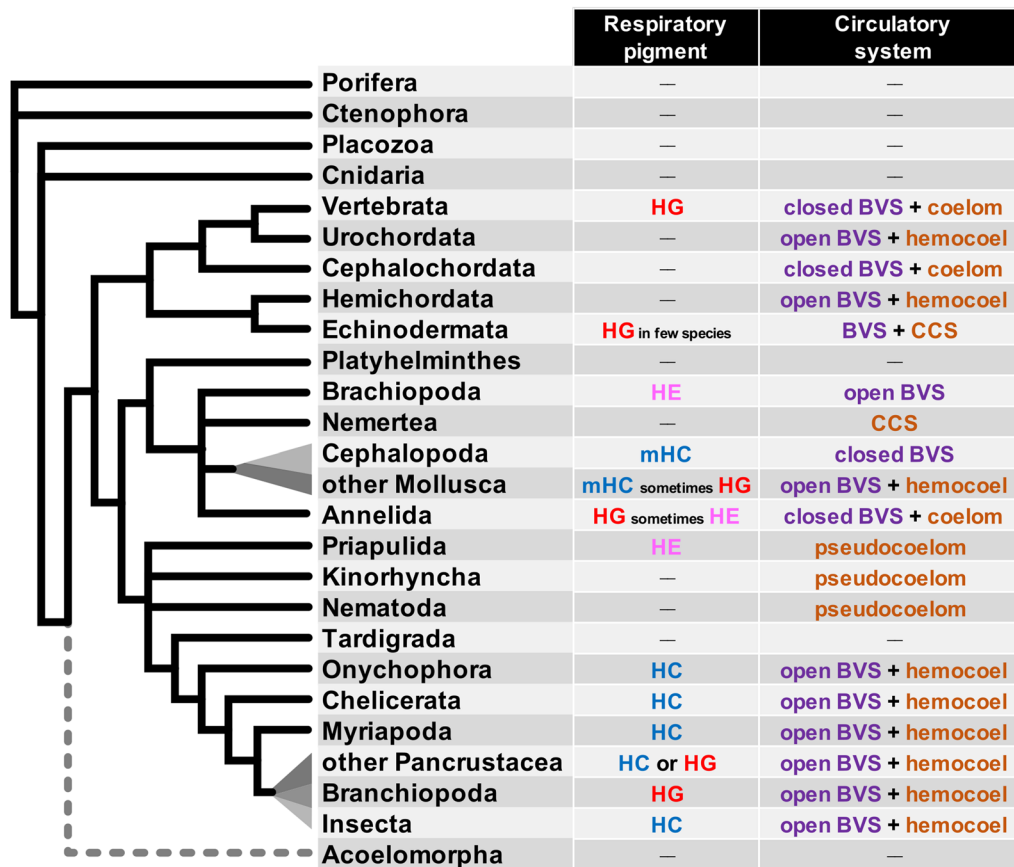 Respiratory pigment Circulatory system
Porifera — —
Ctenophora — —
Placozoa — —
Cnidaria — —
Vertebrata HG closed BVS + coelom
Urochordata — open BVS + hemocoel
Cephalochordata — closed BVS + coelom
Hemichordata — open BVS + hemocoel
Echinodermata HG in few species BVS + CCS
Platyhelminthes — —
Brachiopoda HE open BVS
Nemertea — CCS
Cephalopoda mHC closed BVS
other Mollusca mHC sometimes HG open BVS + hemocoel
Annelida HG sometimes HE closed BVS + coelom
Priapulida HE pseudocoelom
Kinorhyncha — pseudocoelom
Nematoda — pseudocoelom
Tardigrada — —
Onychophora HC open BVS + hemocoel
Chelicerata HC open BVS + hemocoel
Myriapoda HC open BVS + hemocoel
other Pancrustacea HC or HG open BVS + hemocoel
Branchiopoda HG open BVS + hemocoel
Insecta HC open BVS + hemocoel
Acoelomorpha — —